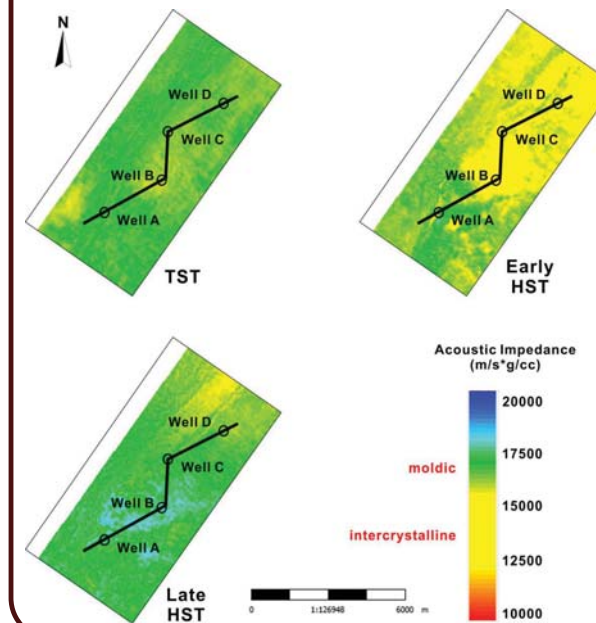 N
Well D
Well C
Well B
Well A
TST
Well D
Well C
Well B
Well A
Early
HST
Well D
Well C
Well B
Well A
Late
HST
Acoustic Impedance
(m/s*g/cc)
20000
17500
moldic
15000
intercrystalline
12500
10000
0 1:126948 6000 m